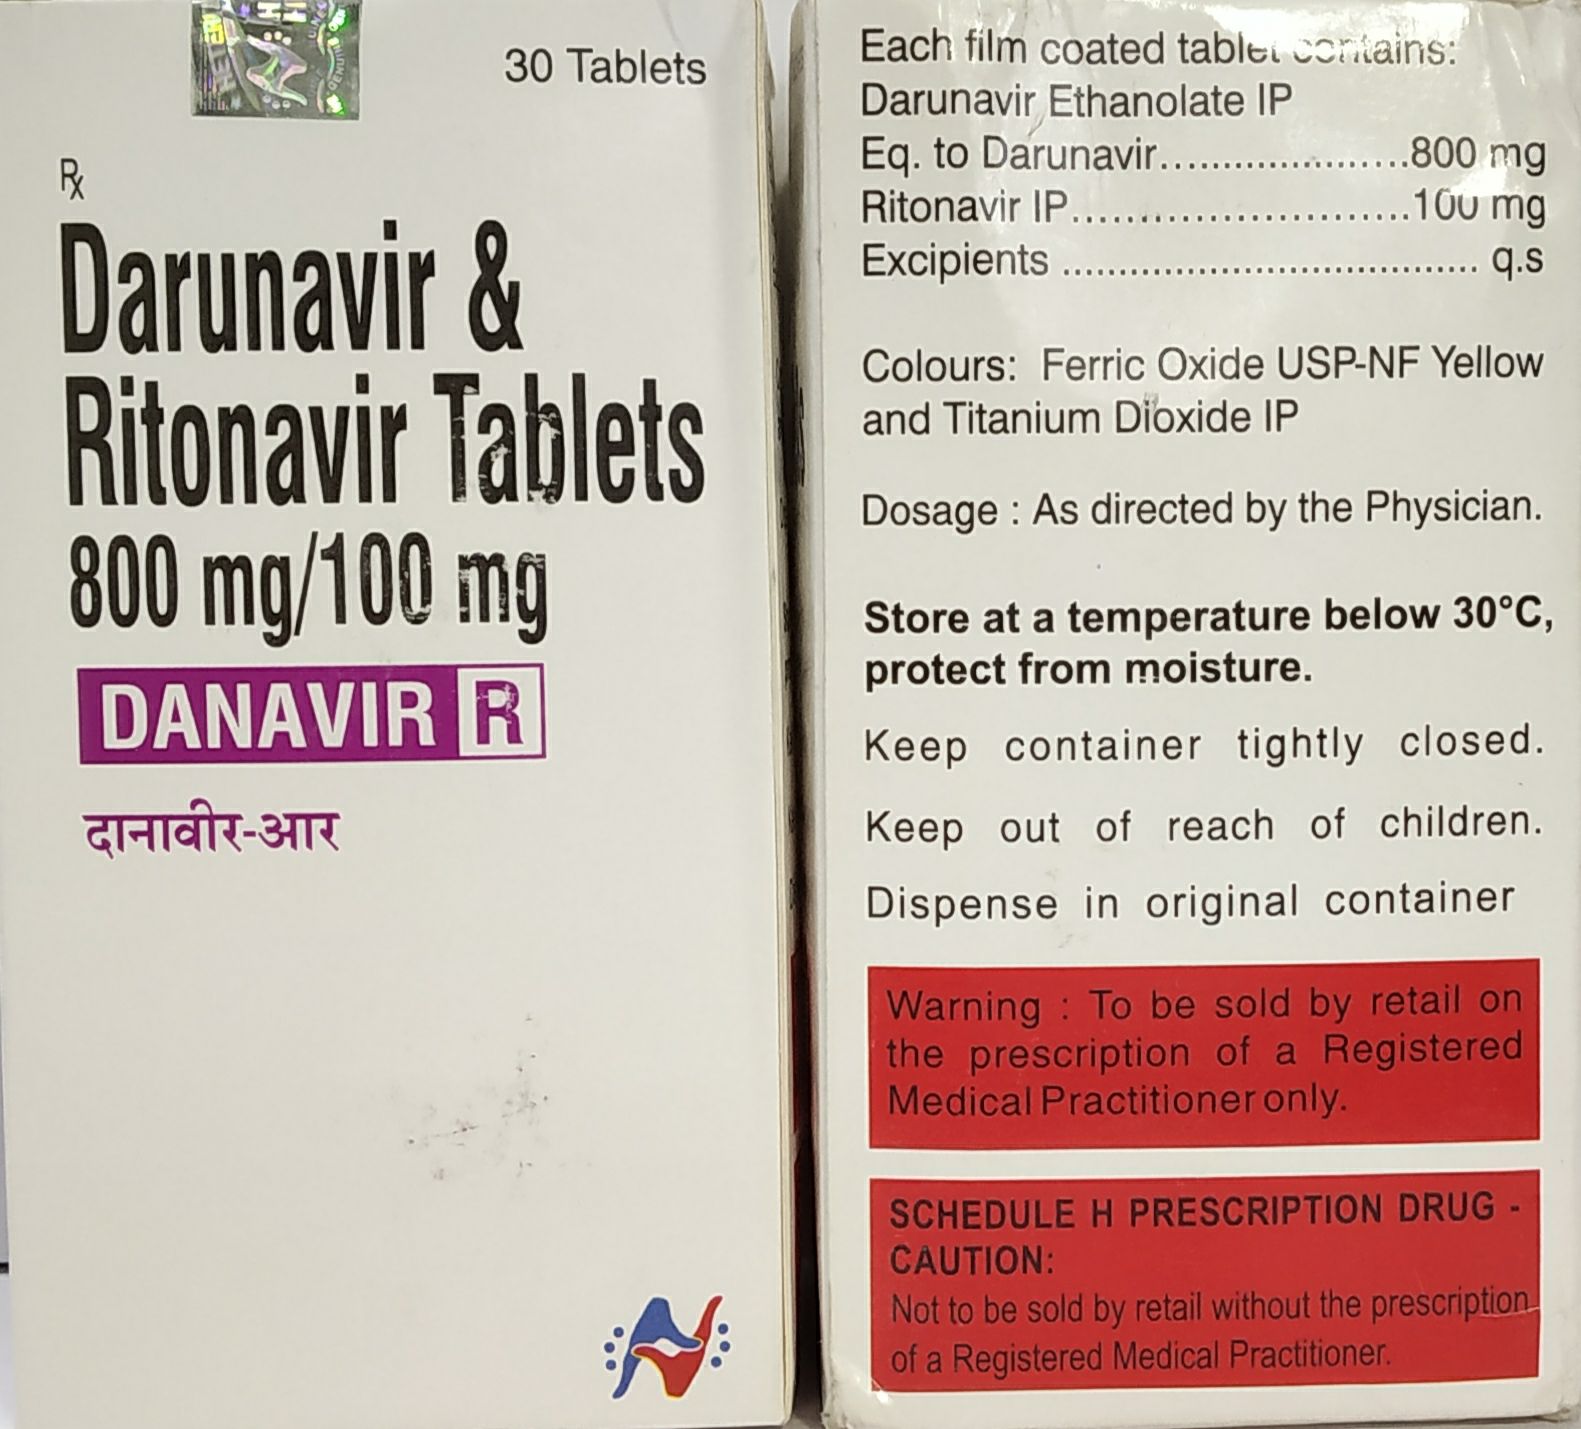 30 Tablets
Rx
Darunavir &
Ritonavir Tablets
800 mg/100 mg
DANAVIR R
दानावीर-आर
Each film coated tablet contains:
Darunavir Ethanolate IP
Eq. to Darunavir......................800 mg
Ritonavir IP.........................100 mg
Excipients ..................................... q.s
Colours: Ferric Oxide USP-NF Yellow
and Titanium Dioxide IP
Dosage : As directed by the Physician.
Store at a temperature below 30°C,
protect from moisture.
Keep container tightly closed.
Keep out of reach of children.
Dispense in original container
Warning : To be sold by retail on
the prescription of a Registered
Medical Practitioner only.
SCHEDULE H PRESCRIPTION DRUG -
CAUTION:
Not to be sold by retail without the prescription
of a Registered Medical Practitioner.